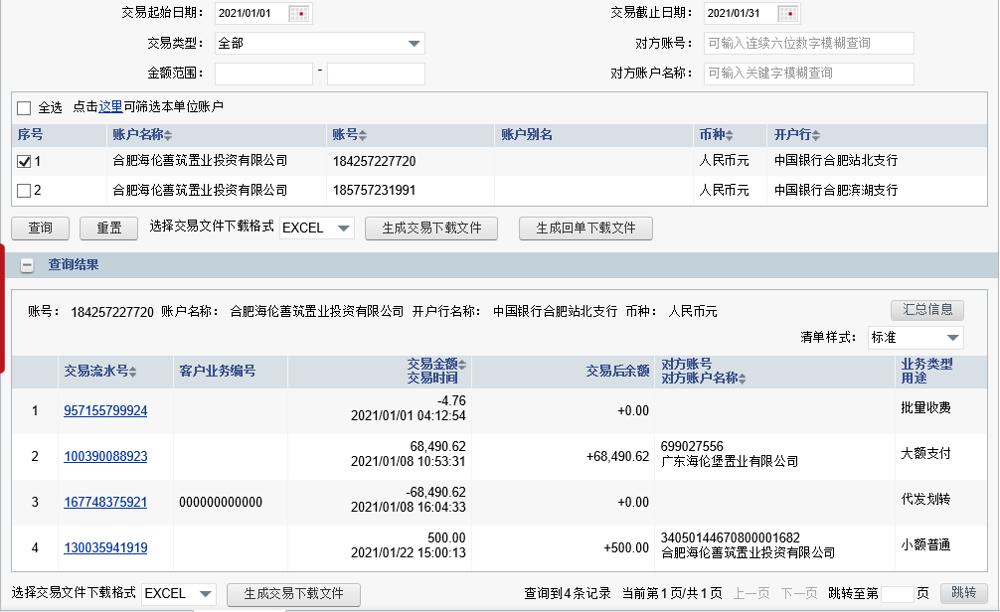 交易起始日期： 2021/01/01 交易截止日期： 2021/01/31
交易类型： 全部 对方账号： 可输入连续六位数字模糊查询
金额范围： - 对方账户名称： 可输入关键字模糊查询
全选 点击这里可筛选本单位账户
序号 账户名称 账号 账户别名 币种 开户行
1 合肥海伦善筑置业投资有限公司 184257227720 人民币元 中国银行合肥站北支行
2 合肥海伦善筑置业投资有限公司 185757231991 人民币元 中国银行合肥滨湖支行
查询 重置 选择交易文件下载格式 EXCEL 生成交易下载文件 生成回单下载文件
查询结果
账号： 184257227720 账户名称： 合肥海伦善筑置业投资有限公司 开户行名称： 中国银行合肥站北支行 币种： 人民币元 汇总信息
清单样式： 标准
交易流水号 客户业务编号 交易金额 交易后余额 对方账号 业务类型
交易时间 对方账户名称 用途
1 957155799924 -4.76 +0.00 批量收费
2021/01/01 04:12:54
2 100390088923 68,490.62 +68,490.62 699027556 大额支付
2021/01/08 10:53:31 广东海伦堡置业有限公司
3 167748375921 000000000000 -68,490.62 +0.00 代发划转
2021/01/08 16:04:33
4 130035941919 500.00 +500.00 34050144670800001682 小额普通
2021/01/22 15:00:13 合肥海伦善筑置业投资有限公司
选择交易文件下载格式 EXCEL 生成交易下载文件 查询到4条记录 当前第1页/共1页 上一页 下一页 跳转至第 页 跳转